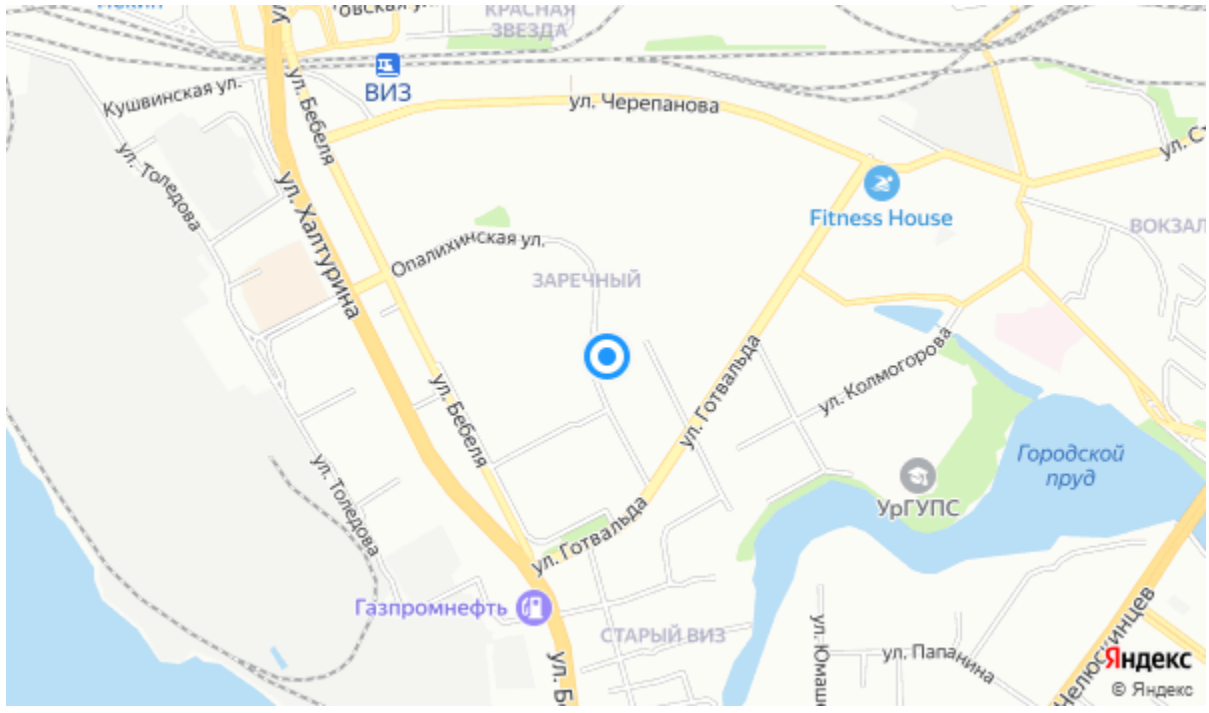 КРАСНАЯ
ЗВЕЗДА
ВИЗ
Кушвинская ул.
ул. Бебеля
ул. Черепанова
ул. Толедова
ул. Халтурина
Fitness House
ВОКЗАЛ
Опалихинская ул.
ЗАРЕЧНЫЙ
ул. Готвальда
ул. Колмогорова
ул. Бебеля
Городской
пруд
УрГУПС
ул. Толедова
ул. Готвальда
Газпромнефть
СТАРЫЙ ВИЗ
ул. Папанина
Челюскинцев
Яндекс
© Яндекс